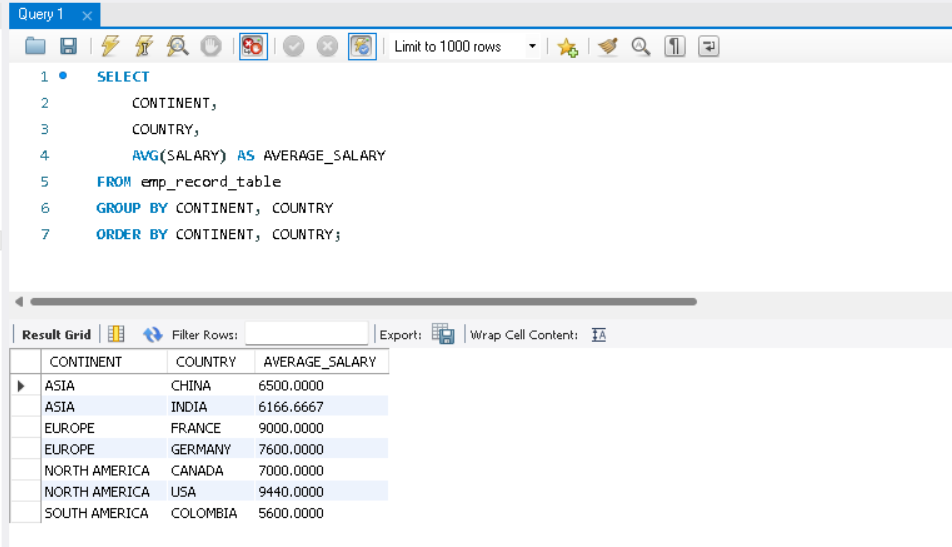 Query 1
Limit to 1000 rows
1 SELECT
2 CONTINENT,
3 COUNTRY,
4 AVG(SALARY) AS AVERAGE_SALARY
5 FROM emp_record_table
6 GROUP BY CONTINENT, COUNTRY
7 ORDER BY CONTINENT, COUNTRY;
Result Grid Filter Rows: Export: Wrap Cell Content:
CONTINENT COUNTRY AVERAGE_SALARY
ASIA CHINA 6500.0000
ASIA INDIA 6166.6667
EUROPE FRANCE 9000.0000
EUROPE GERMANY 7600.0000
NORTH AMERICA CANADA 7000.0000
NORTH AMERICA USA 9440.0000
SOUTH AMERICA COLOMBIA 5600.0000